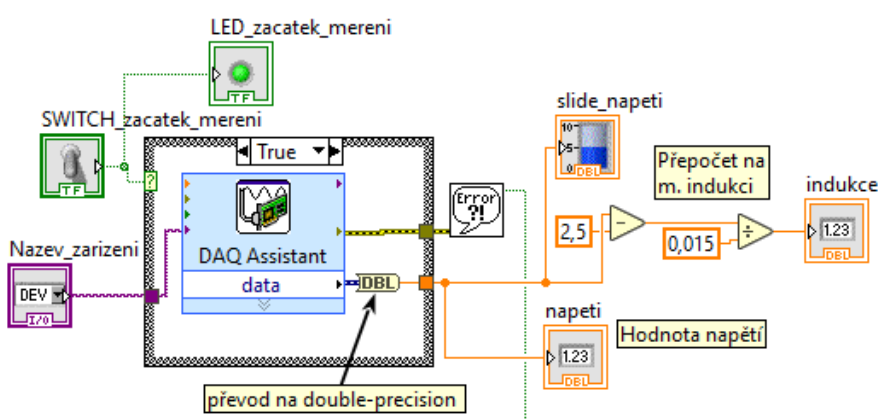 LED_zacatek_mereni
TF
SWITCH_zacatek_mereni
TF
True
?
slide_napeti
10-
5-
0
DBL
Přepočet na
m. indukci
indukce
1.23
DBL
Error
?!
2,5
-
0,015
÷
Nazev_zarizeni
DEV
I/O
DAQ Assistant
data
DBL
napeti
1.23
DBL
Hodnota napětí
převod na double-precision